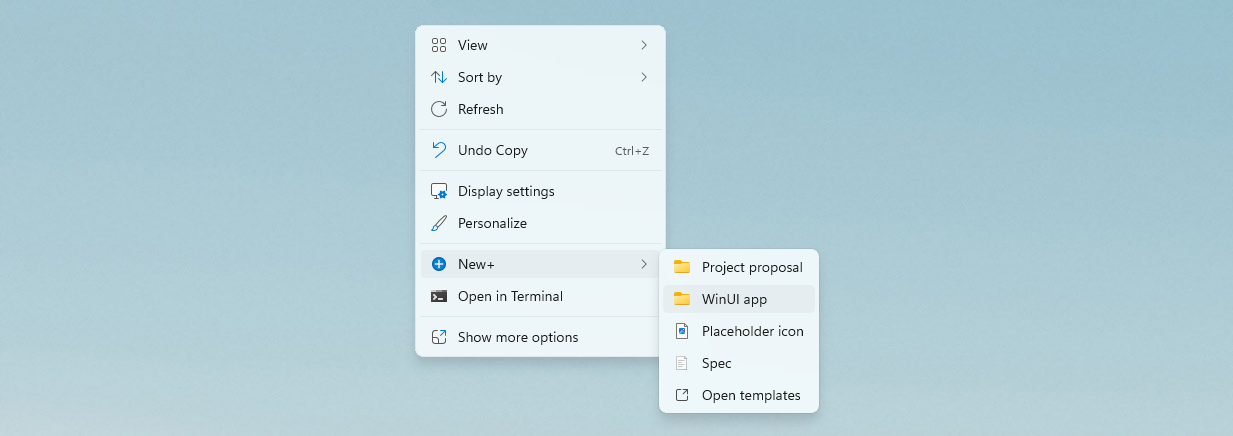 View
Sort by
Refresh
Undo Copy Ctrl+Z
Display settings
Personalize
New+
Open in Terminal
Show more options
Project proposal
WinUI app
Placeholder icon
Spec
Open templates